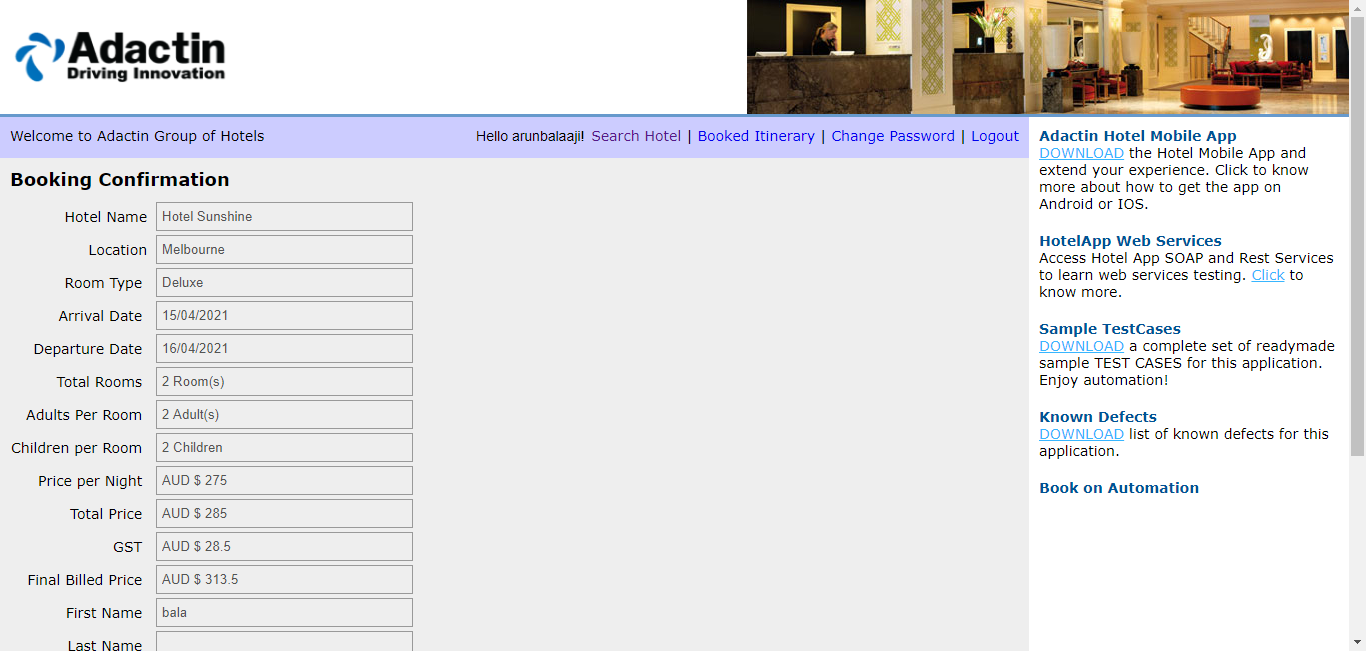 Adactin
Driving Innovation
Welcome to Adactin Group of Hotels
Hello arunbalaaji! Search Hotel | Booked Itinerary | Change Password | Logout
Booking Confirmation
Hotel Name Hotel Sunshine
Location Melbourne
Room Type Deluxe
Arrival Date 15/04/2021
Departure Date 16/04/2021
Total Rooms 2 Room(s)
Adults Per Room 2 Adult(s)
Children per Room 2 Children
Price per Night AUD $ 275
Total Price AUD $ 285
GST AUD $ 28.5
Final Billed Price AUD $ 313.5
First Name bala
Last Name
Adactin Hotel Mobile App
DOWNLOAD the Hotel Mobile App and
extend your experience. Click to know
more about how to get the app on
Android or IOS.
HotelApp Web Services
Access Hotel App SOAP and Rest Services
to learn web services testing. Click to
know more.
Sample TestCases
DOWNLOAD a complete set of readymade
sample TEST CASES for this application.
Enjoy automation!
Known Defects
DOWNLOAD list of known defects for this
application.
Book on Automation